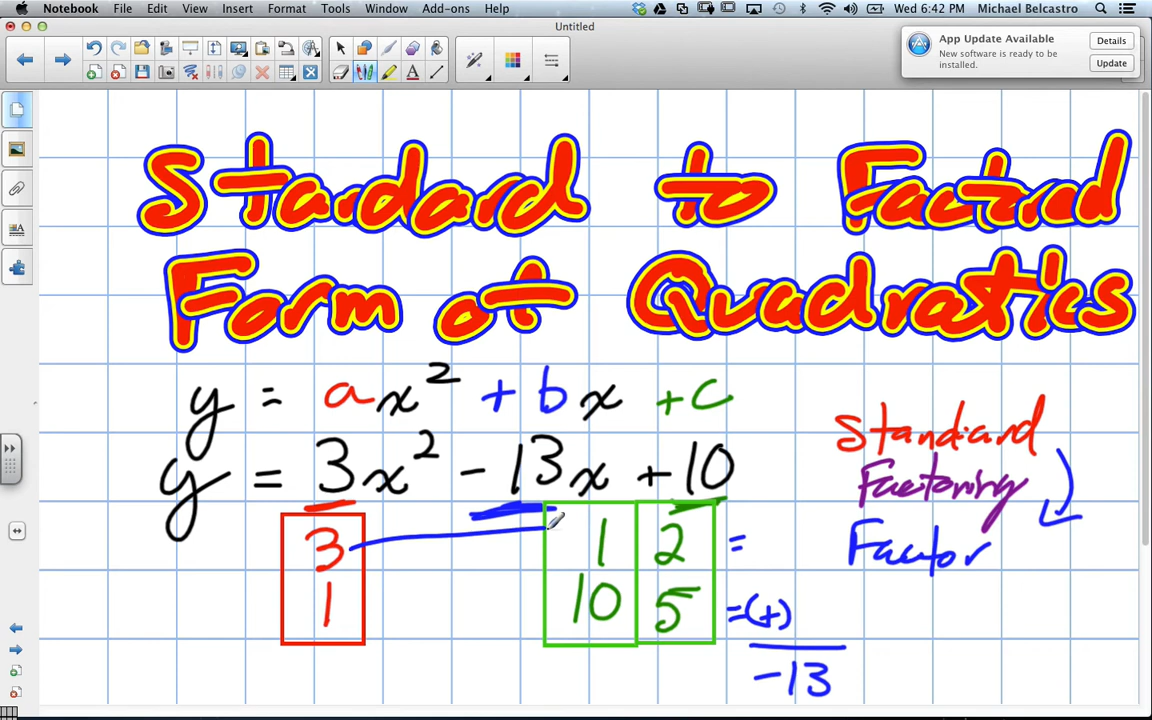 Notebook File Edit View Insert Format Tools Window Add-ons Help Wed 6:42 PM Michael Belcastro
Untitled
App Update Available
New software is ready to be installed.
Details
Update
Standard to Factored
Form of Quadratics
y = ax² + bx + c
y = 3x² - 13x + 10
Standard
Factoring
Factor
3 1 2 =
1 10 5 = (+)
-13